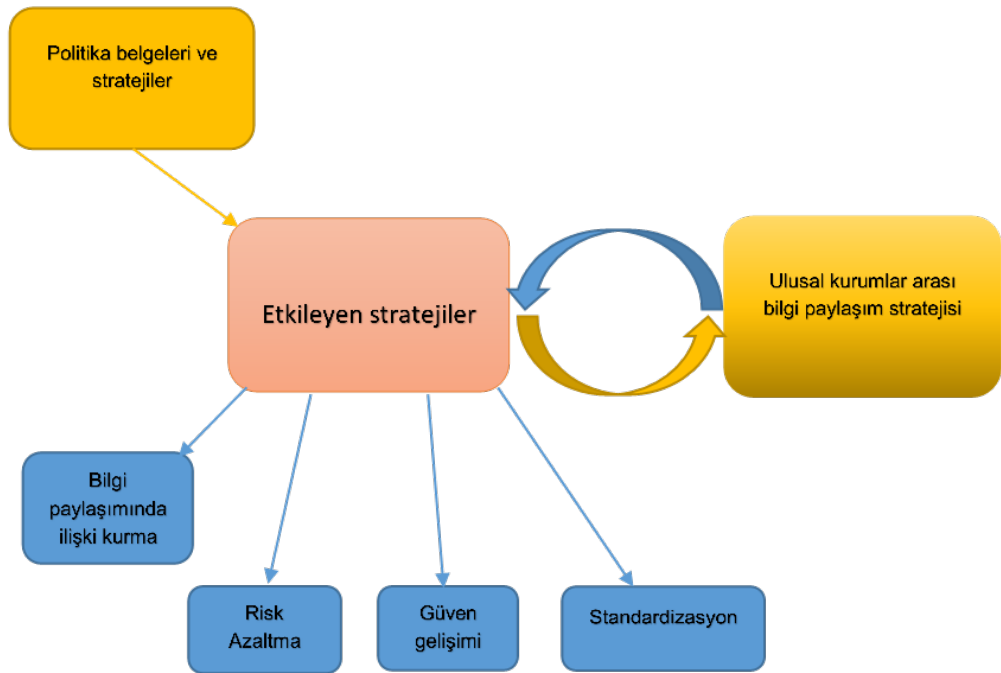 Politika belgeleri ve
stratejiler
Etkileyen stratejiler
Ulusal kurumlar arası
bilgi paylaşım stratejisi
Bilgi
paylaşımında
ilişki kurma
Risk
Azaltma
Güven
gelişimi
Standardizasyon